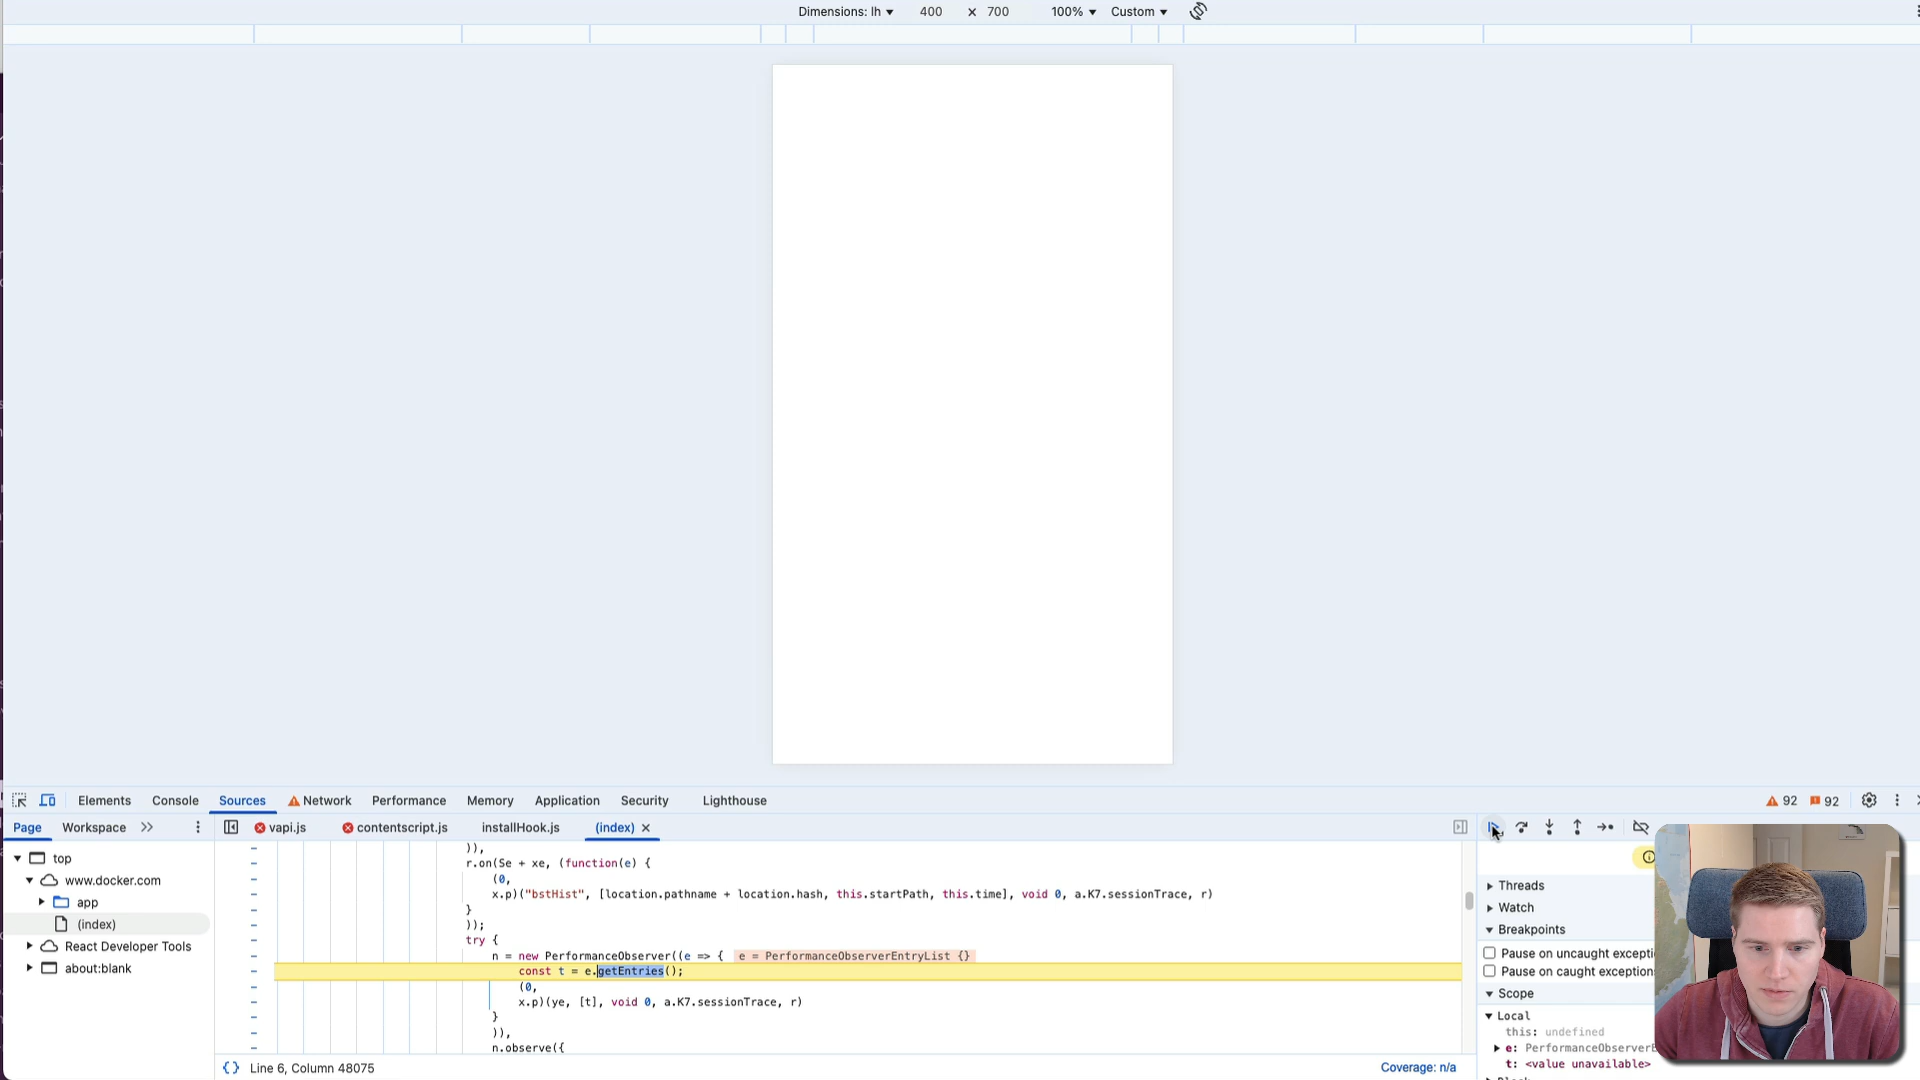 Dimensions: lh ▾ 400 × 700 100% ▾ Custom ▾
Elements Console Sources Network Performance Memory Application Security Lighthouse 92 92
Page Workspace vapi.js contentscript.js installHook.js (index) ×
top
www.docker.com
app
(index)
React Developer Tools
about:blank
)),
r.on(Se + xe, (function(e) {
(0,
x.p)("bstHist", [location.pathname + location.hash, this.startPath, this.time], void 0, a.K7.sessionTrace, r)
}
));
try {
n = new PerformanceObserver((e => { e = PerformanceObserverEntryList {}
const t = e.getEntries();
(0,
x.p)(ye, [t], void 0, a.K7.sessionTrace, r)
}
)),
n.observe({
{} Line 6, Column 48075 Coverage: n/a
Threads
Watch
Breakpoints
Pause on uncaught excepti
Pause on caught exception
Scope
Local
this: undefined
e: PerformanceObserverE
t: <value unavailable>